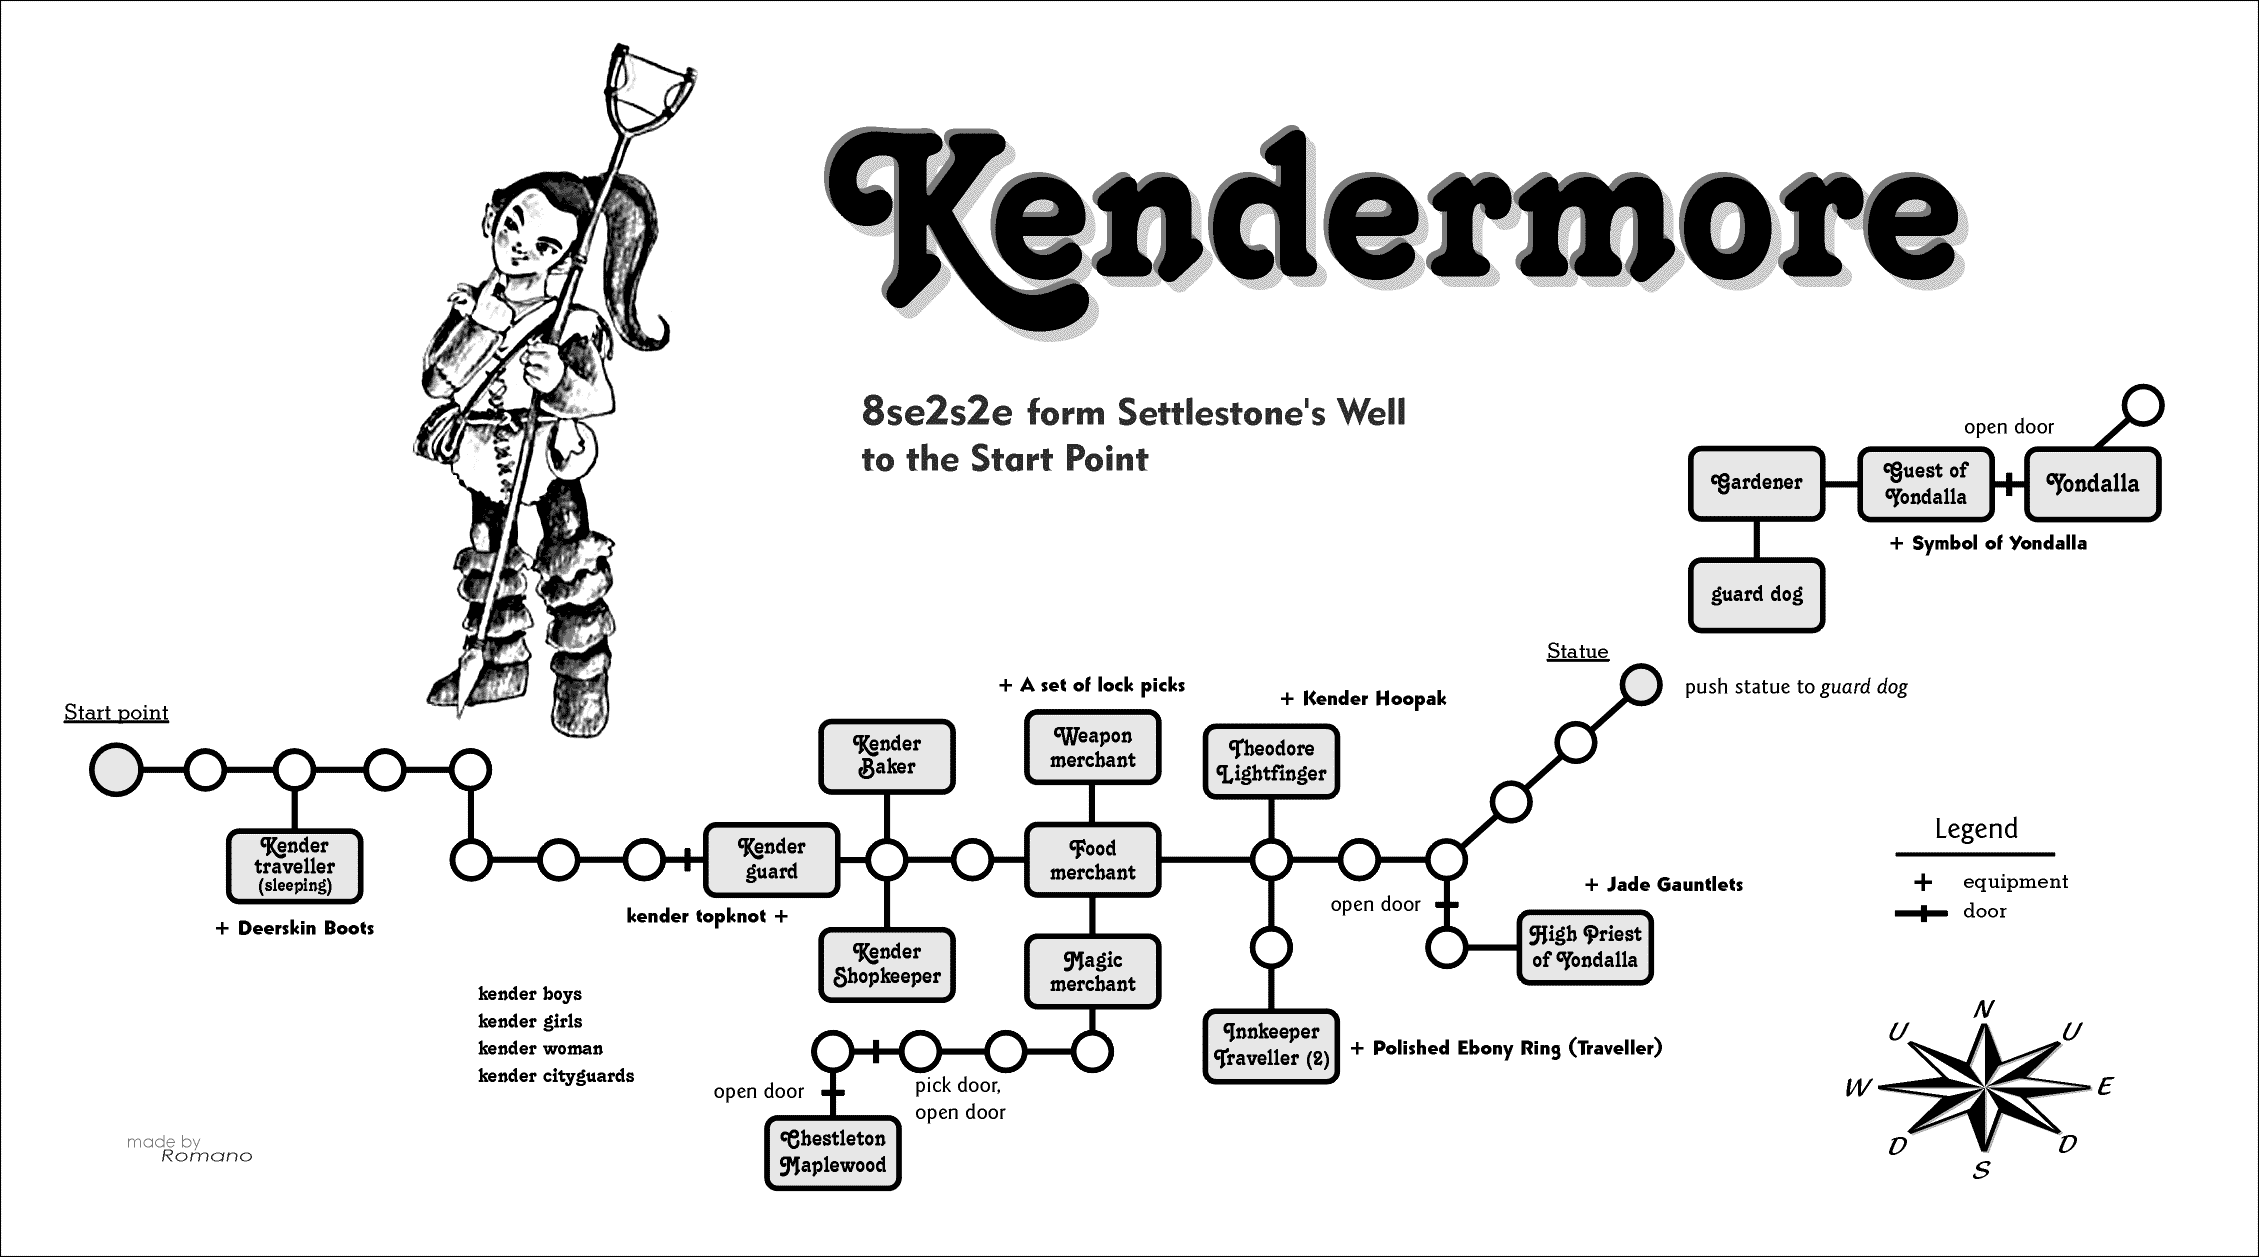 Kendermore
8se2s2e form Settlestone's Well
to the Start Point
open door
Gardener
Guest of
Yondalla
Yondalla
+ Symbol of Yondalla
guard dog
Statue
push statue to guard dog
Start point
+ A set of lock picks
+ Kender Hoopak
Kender
Baker
Weapon
merchant
Theodore
Lightfinger
Kender
traveller
(sleeping)
+ Deerskin Boots
Kender
guard
kender topknot +
Food
merchant
open door
+ Jade Gauntlets
High Priest
of Yondalla
Kender
Shopkeeper
Magic
merchant
Innkeeper
Traveller (2)
+ Polished Ebony Ring (Traveller)
kender boys
kender girls
kender woman
kender cityguards
open door
pick door,
open door
Chestleton
Maplewood
Legend
+ equipment
door
N
U
U
W
E
D
D
S
made by
Romano